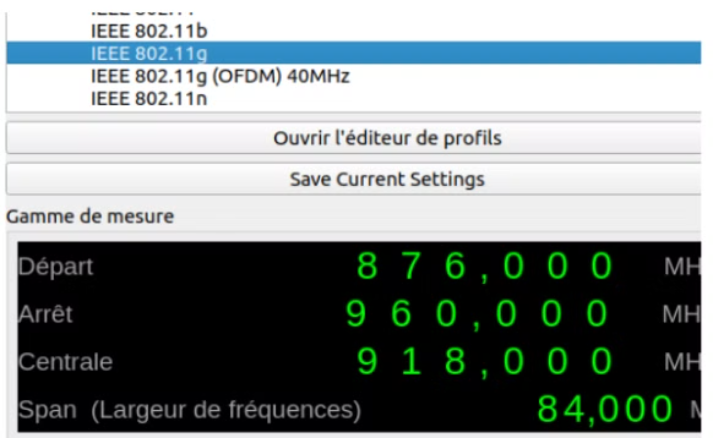 IEEE 802.11b
IEEE 802.11g
IEEE 802.11g (OFDM) 40MHz
IEEE 802.11n
Ouvrir l'éditeur de profils
Save Current Settings
Gamme de mesure
Départ 876,000 MH
Arrêt 960,000 MH
Centrale 918,000 MH
Span (Largeur de fréquences) 84,000 M